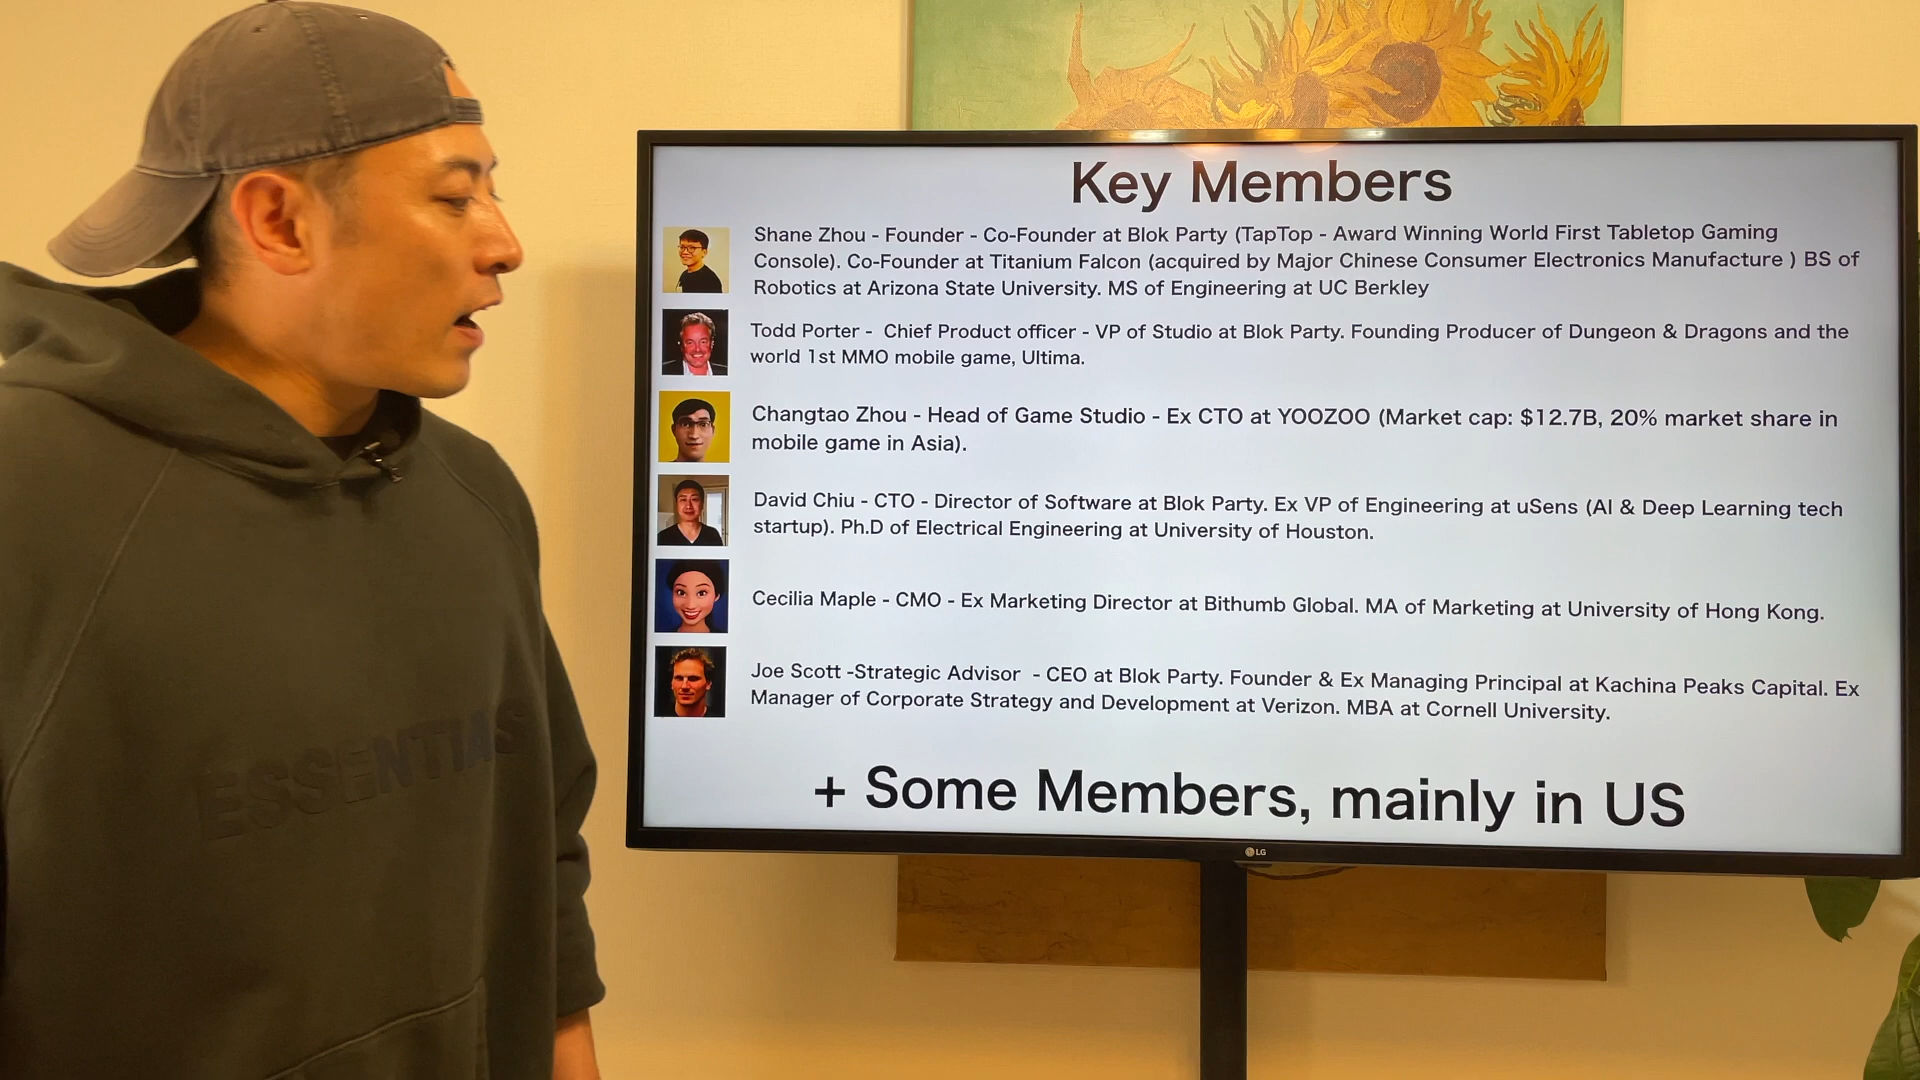 Key Members
Shane Zhou - Founder - Co-Founder at Blok Party (TapTop - Award Winning World First Tabletop Gaming
Console). Co-Founder at Titanium Falcon (acquired by Major Chinese Consumer Electronics Manufacture ) BS of
Robotics at Arizona State University. MS of Engineering at UC Berkley
Todd Porter - Chief Product officer - VP of Studio at Blok Party. Founding Producer of Dungeon & Dragons and the
world 1st MMO mobile game, Ultima.
Changtao Zhou - Head of Game Studio - Ex CTO at YOOZOO (Market cap: $12.7B, 20% market share in
mobile game in Asia).
David Chiu - CTO - Director of Software at Blok Party. Ex VP of Engineering at uSens (AI & Deep Learning tech
startup). Ph.D of Electrical Engineering at University of Houston.
Cecilia Maple - CMO - Ex Marketing Director at Bithumb Global. MA of Marketing at University of Hong Kong.
Joe Scott -Strategic Advisor - CEO at Blok Party. Founder & Ex Managing Principal at Kachina Peaks Capital. Ex
Manager of Corporate Strategy and Development at Verizon. MBA at Cornell University.
+ Some Members, mainly in US
LG
ESSENTIALS